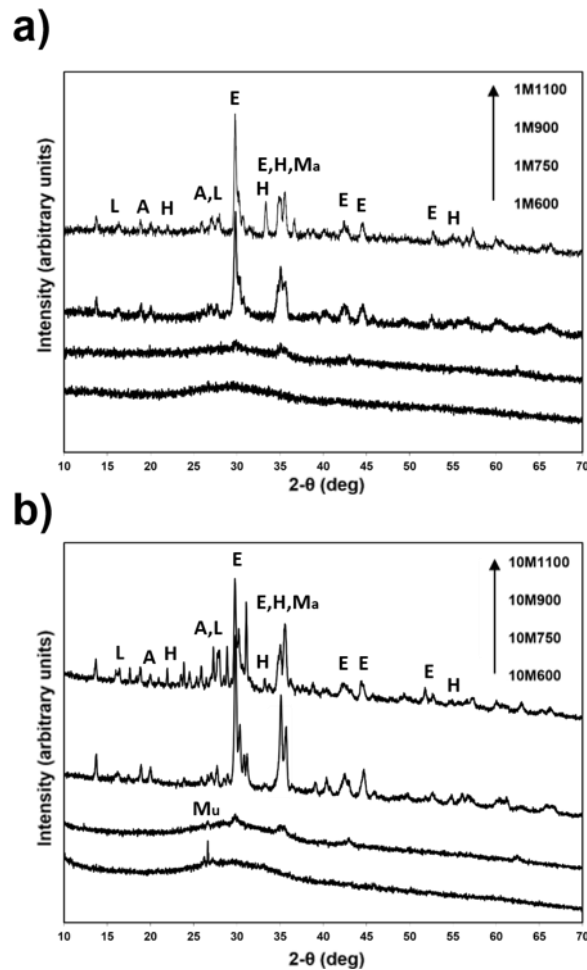 a)
E
1M1100
1M900
1M750
1M600
E,H,Ma
L A H A,L H E E E H
Intensity (arbitrary units)
10 15 20 25 30 35 40 45 50 55 60 65 70
2-θ (deg)
b)
E
10M1100
10M900
10M750
10M600
E,H,Ma
A,L
L A H H E E E H
Mu
Intensity (arbitrary units)
10 15 20 25 30 35 40 45 50 55 60 65 70
2-θ (deg)